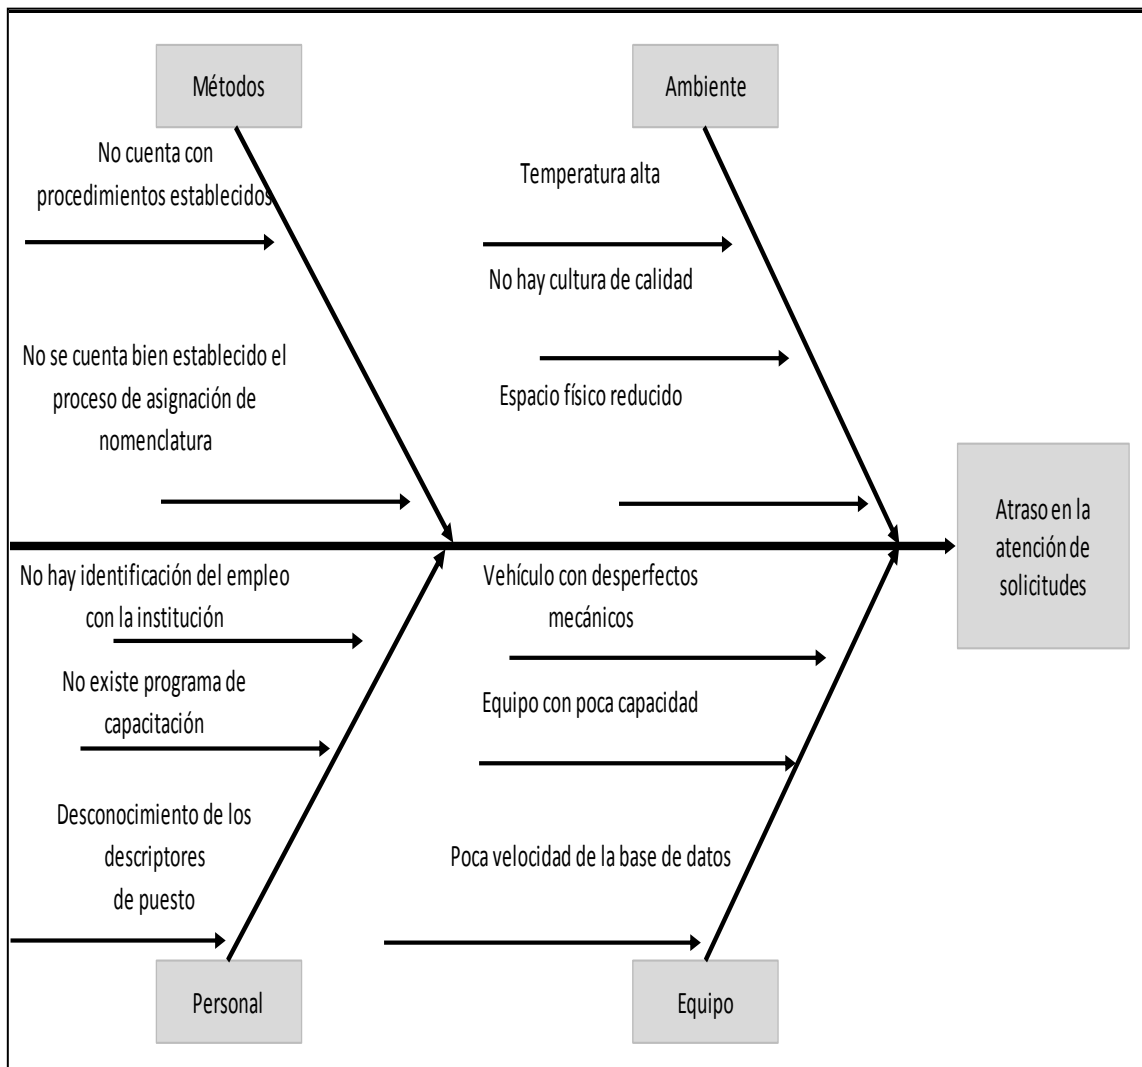 Métodos
No cuenta con
procedimientos establecidos
No se cuenta bien establecido el
proceso de asignación de
nomenclatura
Ambiente
Temperatura alta
No hay cultura de calidad
Espacio físico reducido
Atraso en la
atención de
solicitudes
No hay identificación del empleo
con la institución
No existe programa de
capacitación
Desconocimiento de los
descriptores
de puesto
Personal
Vehículo con desperfectos
mecánicos
Equipo con poca capacidad
Poca velocidad de la base de datos
Equipo